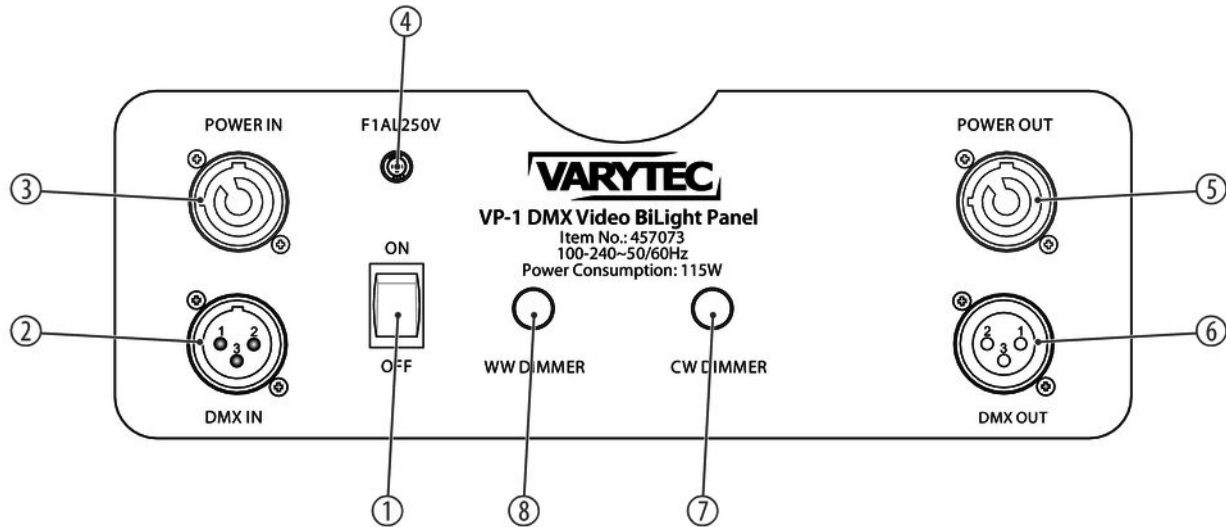 ④
POWER IN
F1AL250V
POWER OUT
③
⑤
VARYTEC
VP-1 DMX Video BiLight Panel
Item No.: 457073
100-240~50/60Hz
Power Consumption: 115W
ON
②
1 2
3
2 1
3
⑥
OFF
WW DIMMER
CW DIMMER
DMX IN
DMX OUT
①
⑧
⑦